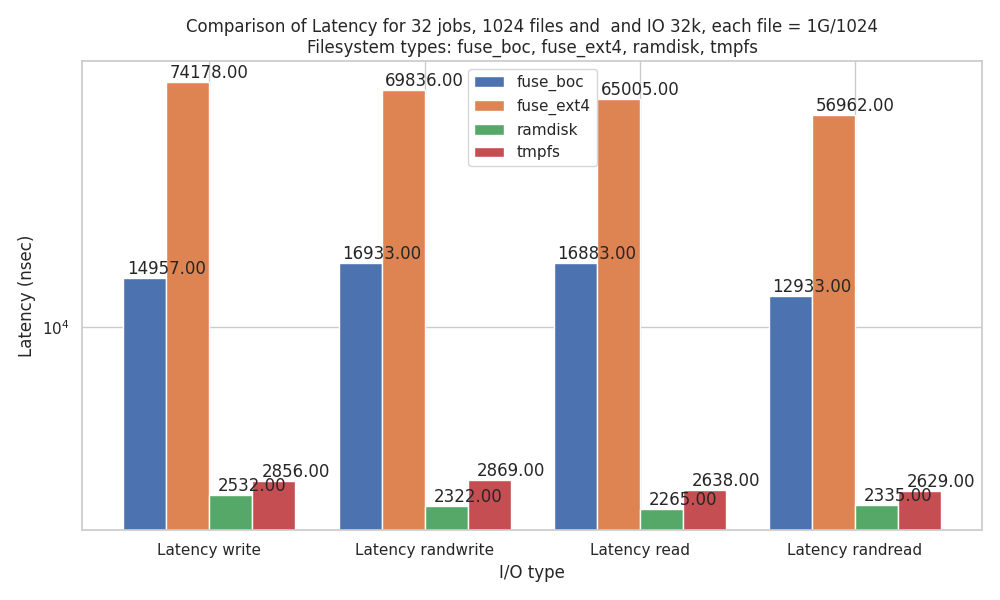 Comparison of Latency for 32 jobs, 1024 files and  and IO 32k, each file = 1G/1024
Filesystem types: fuse_boc, fuse_ext4, ramdisk, tmpfs
74178.00
69836.00
65005.00
56962.00
fuse_boc
fuse_ext4
ramdisk
tmpfs
14957.00
16933.00
16883.00
12933.00
Latency (nsec)
10^4
2532.00
2856.00
2322.00
2869.00
2265.00
2638.00
2335.00
2629.00
Latency write
Latency randwrite
Latency read
Latency randread
I/O type